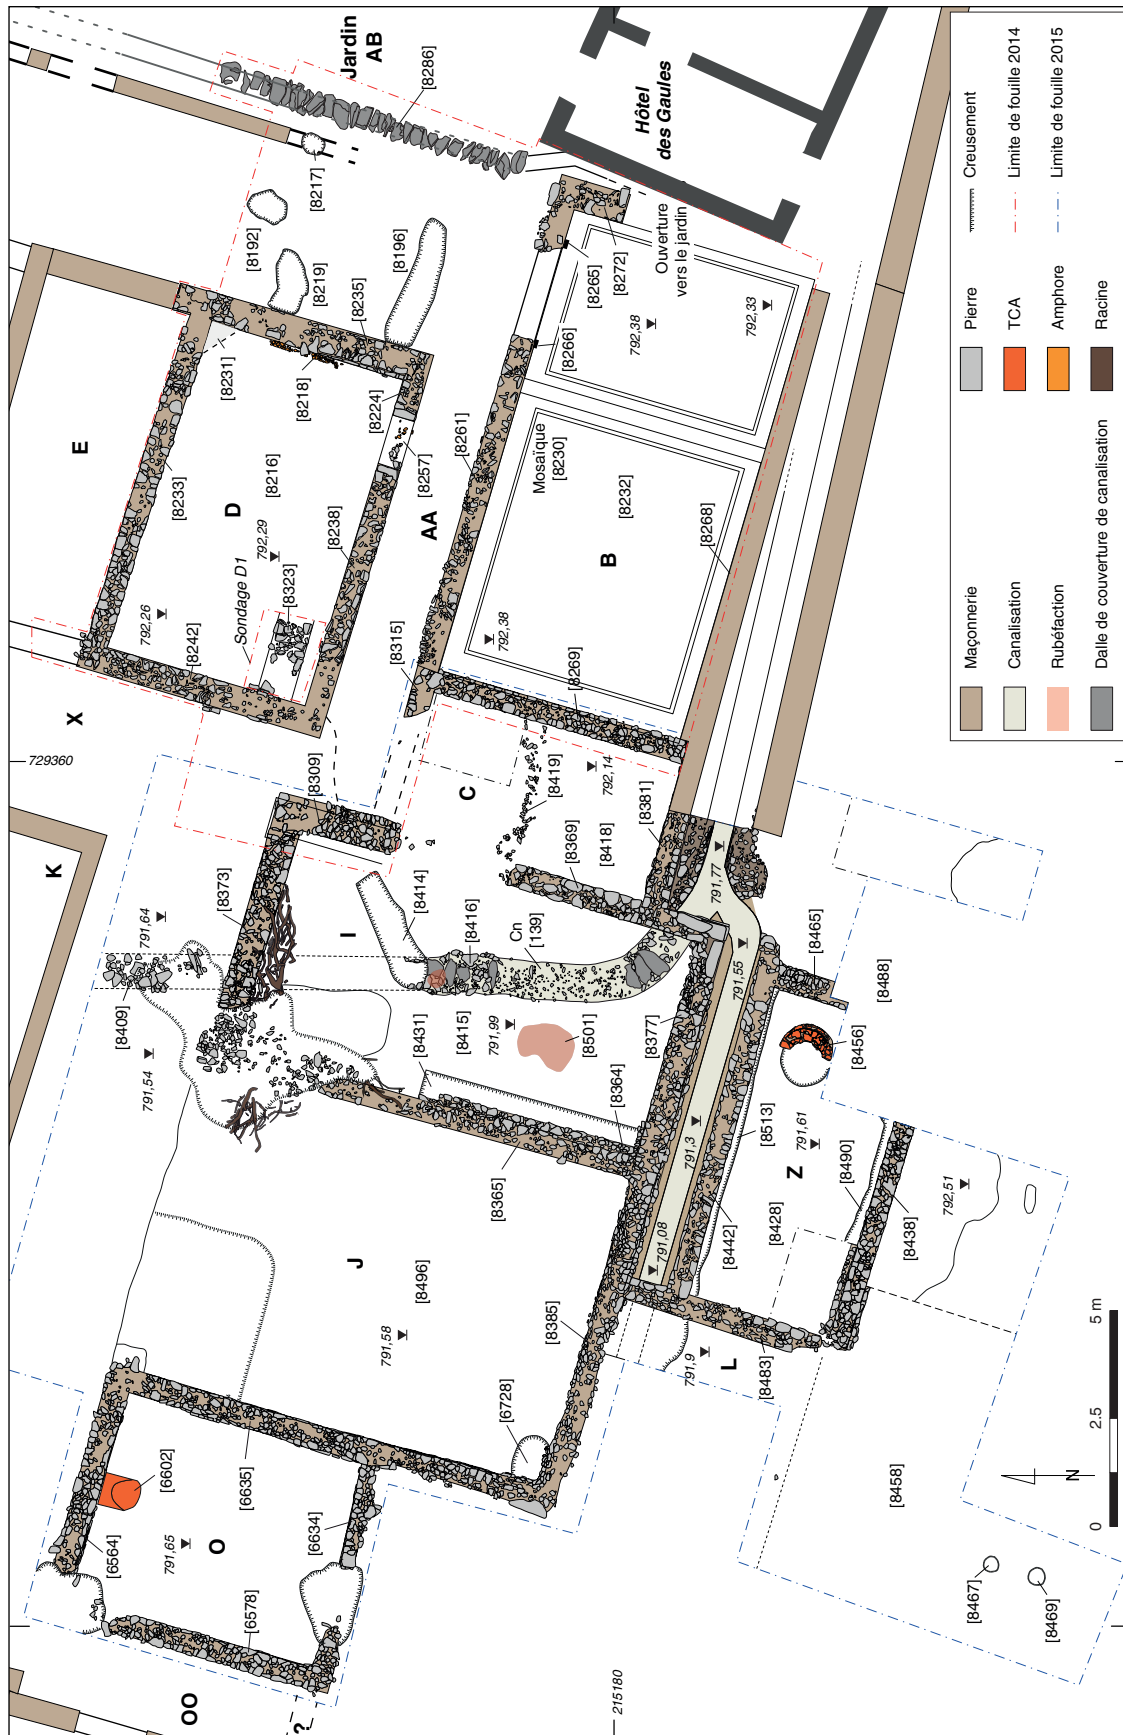 Jardin
AB
[8286]
Hôtel
des Gaules
[8217]
[8192]
[8219]
[8196]
[8235]
[8231]
[8218]
[8224]
[8257]
[8265]
[8272]
Ouverture
vers le jardin
[8266]
792,38
792,33
E
[8233]
D
[8216]
792,29
[8238]
AA
[8261]
Mosaïque
[8230]
[8232]
B
[8268]
792,26
[8242]
Sondage D1
[8323]
[8315]
792,38
[8269]
X
729360
K
[8309]
C
[8419]
792,14
[8381]
[8369]
[8418]
791,77
[8373]
791,64
I
[8414]
[8416]
Cn
[139]
791,55
[8465]
[8488]
[8409]
791,54
[8431]
[8415]
791,99
[8501]
[8377]
[8364]
[8456]
791,3
[8513]
791,61
Z
[8490]
[8365]
[8442]
[8428]
[8438]
792,51
J
[8496]
791,58
[8385]
791,08
791,9
L
[8483]
[6728]
[6602]
[6635]
[6564]
791,65
O
[6634]
[6578]
[8458]
[8467]
[8469]
OO
?
215180
N
0
2.5
5 m
Maçonnerie
Canalisation
Rubéfaction
Dalle de couverture de canalisation
Pierre
TCA
Amphore
Racine
Creusement
Limite de fouille 2014
Limite de fouille 2015